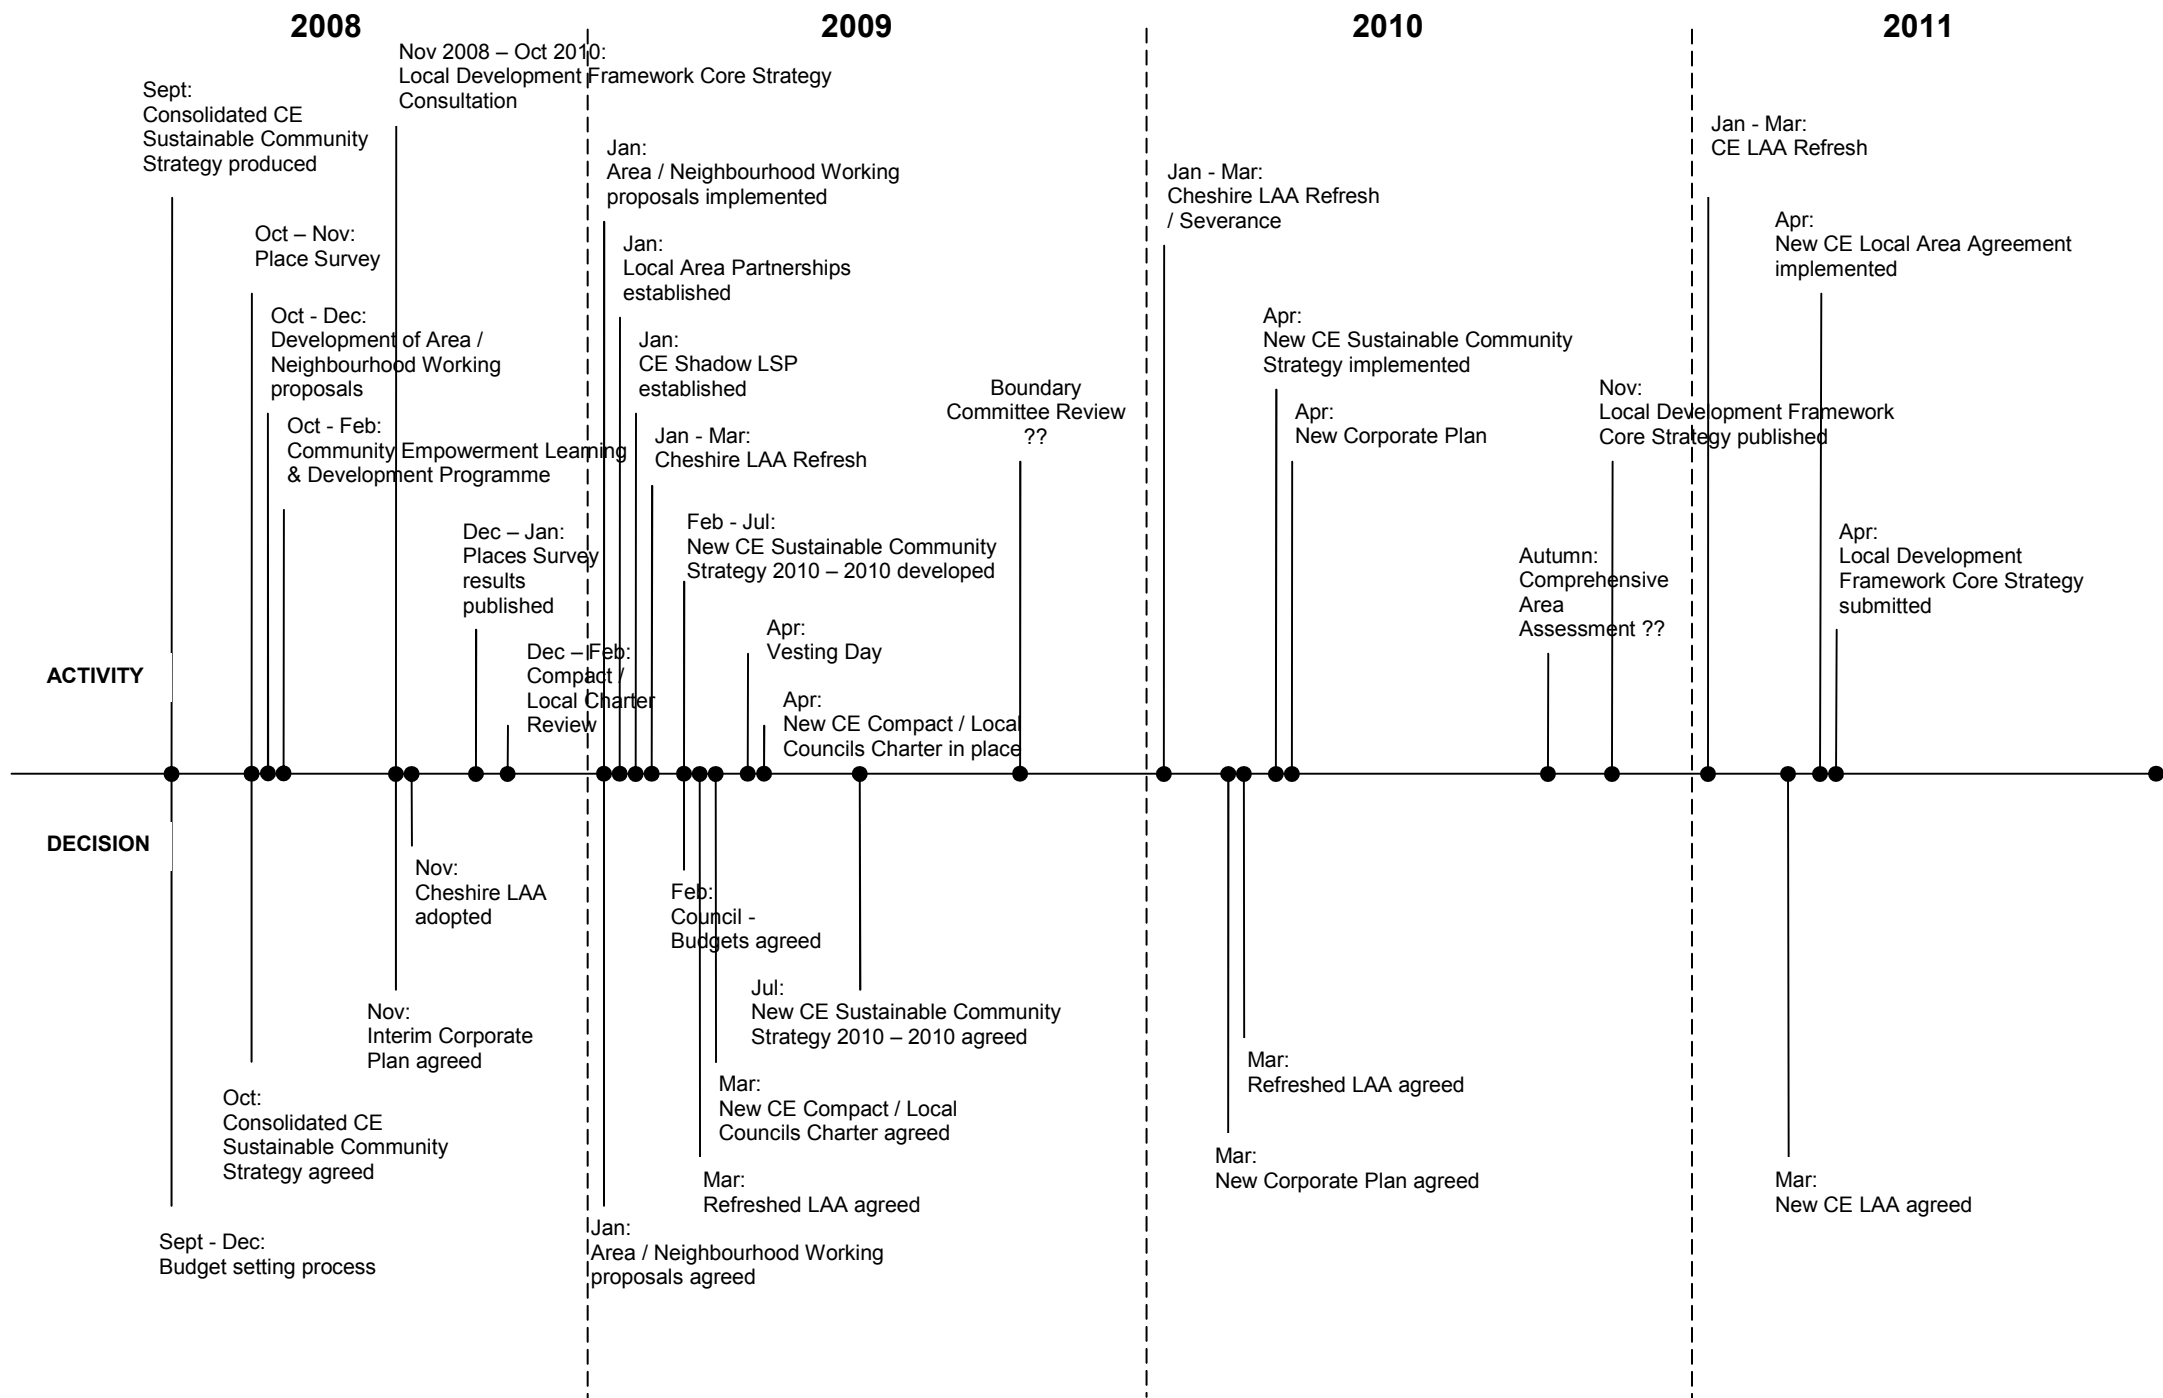 2008
2009
2010
2011
Nov 2008 – Oct 2010:
Local Development Framework Core Strategy
Consultation
Sept:
Consolidated CE
Sustainable Community
Strategy produced
Oct – Nov:
Place Survey
Oct - Dec:
Development of Area /
Neighbourhood Working
proposals
Oct - Feb:
Community Empowerment Learning
& Development Programme
Dec – Jan:
Places Survey
results
published
Dec – Feb:
Compact /
Local Charter
Review
Jan:
Area / Neighbourhood Working
proposals implemented
Jan:
Local Area Partnerships
established
Jan:
CE Shadow LSP
established
Jan - Mar:
Cheshire LAA Refresh
Feb - Jul:
New CE Sustainable Community
Strategy 2010 – 2010 developed
Apr:
Vesting Day
Apr:
New CE Compact / Local
Councils Charter in place
Boundary
Committee Review
??
Jan - Mar:
Cheshire LAA Refresh
/ Severance
Apr:
New CE Sustainable Community
Strategy implemented
Apr:
New Corporate Plan
Autumn:
Comprehensive
Area
Assessment ??
Nov:
Local Development Framework
Core Strategy published
Jan - Mar:
CE LAA Refresh
Apr:
New CE Local Area Agreement
implemented
Apr:
Local Development
Framework Core Strategy
submitted
ACTIVITY
DECISION
Sept - Dec:
Budget setting process
Oct:
Consolidated CE
Sustainable Community
Strategy agreed
Nov:
Interim Corporate
Plan agreed
Nov:
Cheshire LAA
adopted
Jan:
Area / Neighbourhood Working
proposals agreed
Feb:
Council -
Budgets agreed
Mar:
Refreshed LAA agreed
Mar:
New CE Compact / Local
Councils Charter agreed
Jul:
New CE Sustainable Community
Strategy 2010 – 2010 agreed
Mar:
New Corporate Plan agreed
Mar:
Refreshed LAA agreed
Mar:
New CE LAA agreed